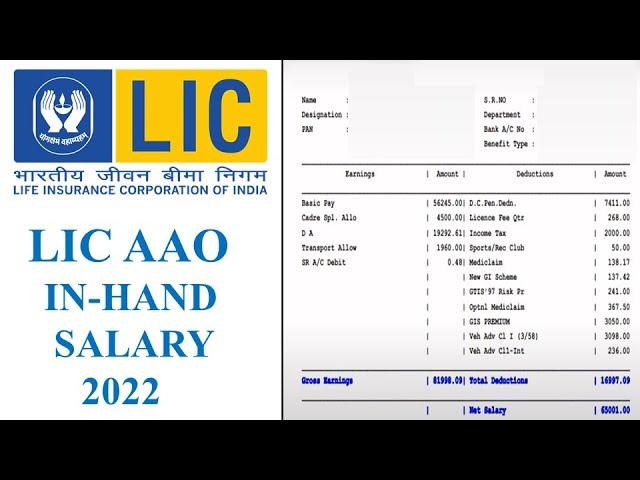 LIC
योगक्षेमं वहाम्यहम्
भारतीय जीवन बीमा निगम
LIFE INSURANCE CORPORATION OF INDIA
LIC AAO
IN-HAND
SALARY
2022
Name : S.R.NO :
Designation : Department :
PAN : Bank A/C No :
Benefit Type :
Earnings | Amount | Deductions | Amount
Basic Pay | 56245.00| D.C.Pen.Dedn. | 7411.00
Cadre Spl. Allo | 4500.00| Licence Fee Qtr | 268.00
D A | 19292.61| Income Tax | 2000.00
Transport Allow | 1960.00| Sports/Rec Club | 50.00
SR A/C Debit | 0.48| Mediclaim | 138.17
| | New GI Scheme | 137.42
| | GTIS'97 Risk Pr | 241.00
| | Optnl Mediclaim | 367.50
| | GIS PREMIUM | 3050.00
| | Veh Adv Cl I (3/58) | 3098.00
| | Veh Adv Cl1-Int | 236.00
Gross Earnings | 81998.09| Total Deductions | 16997.09
| | Net Salary | 65001.00